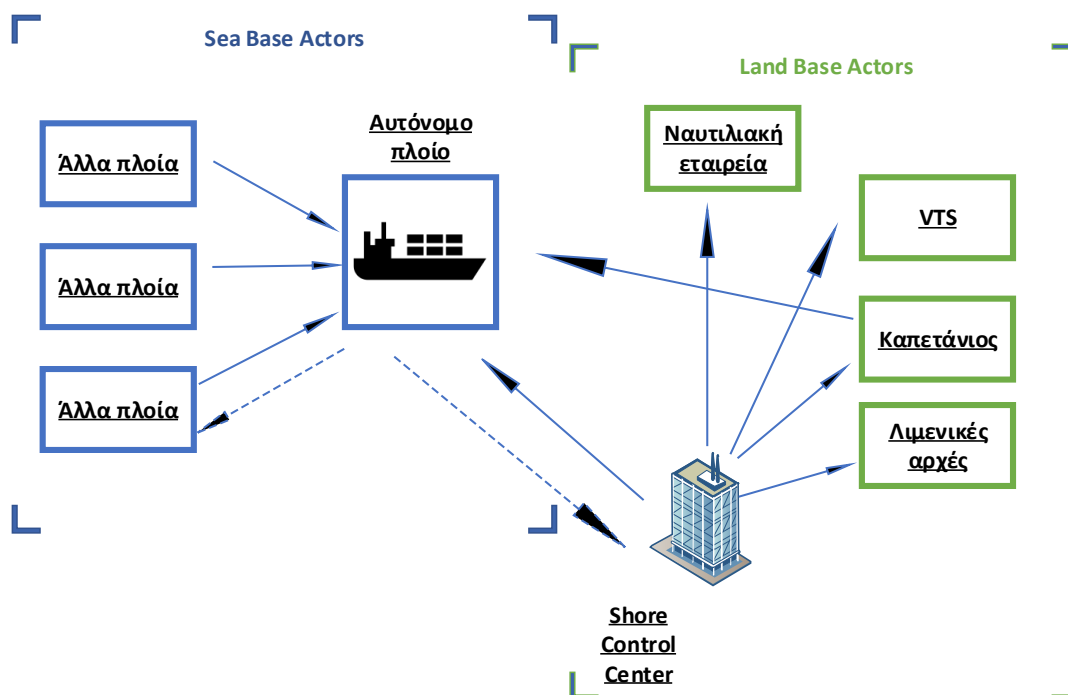 Sea Base Actors
Land Base Actors
Αυτόνομο
πλοίο
Άλλα πλοία
Άλλα πλοία
Άλλα πλοία
Ναυτιλιακή
εταιρεία
VTS
Καπετάνιος
Λιμενικές
αρχές
Shore
Control
Center